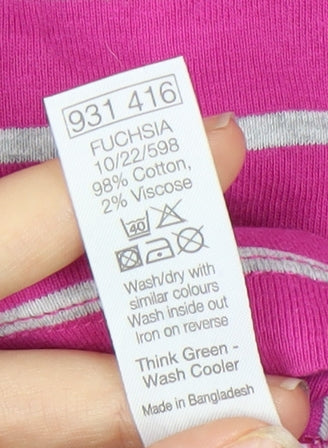 931 416
FUCHSIA
10/22/598
98% Cotton,
2% Viscose
40
Wash/dry with
similar colours
Wash inside out
Iron on reverse
Think Green -
Wash Cooler
Made in Bangladesh